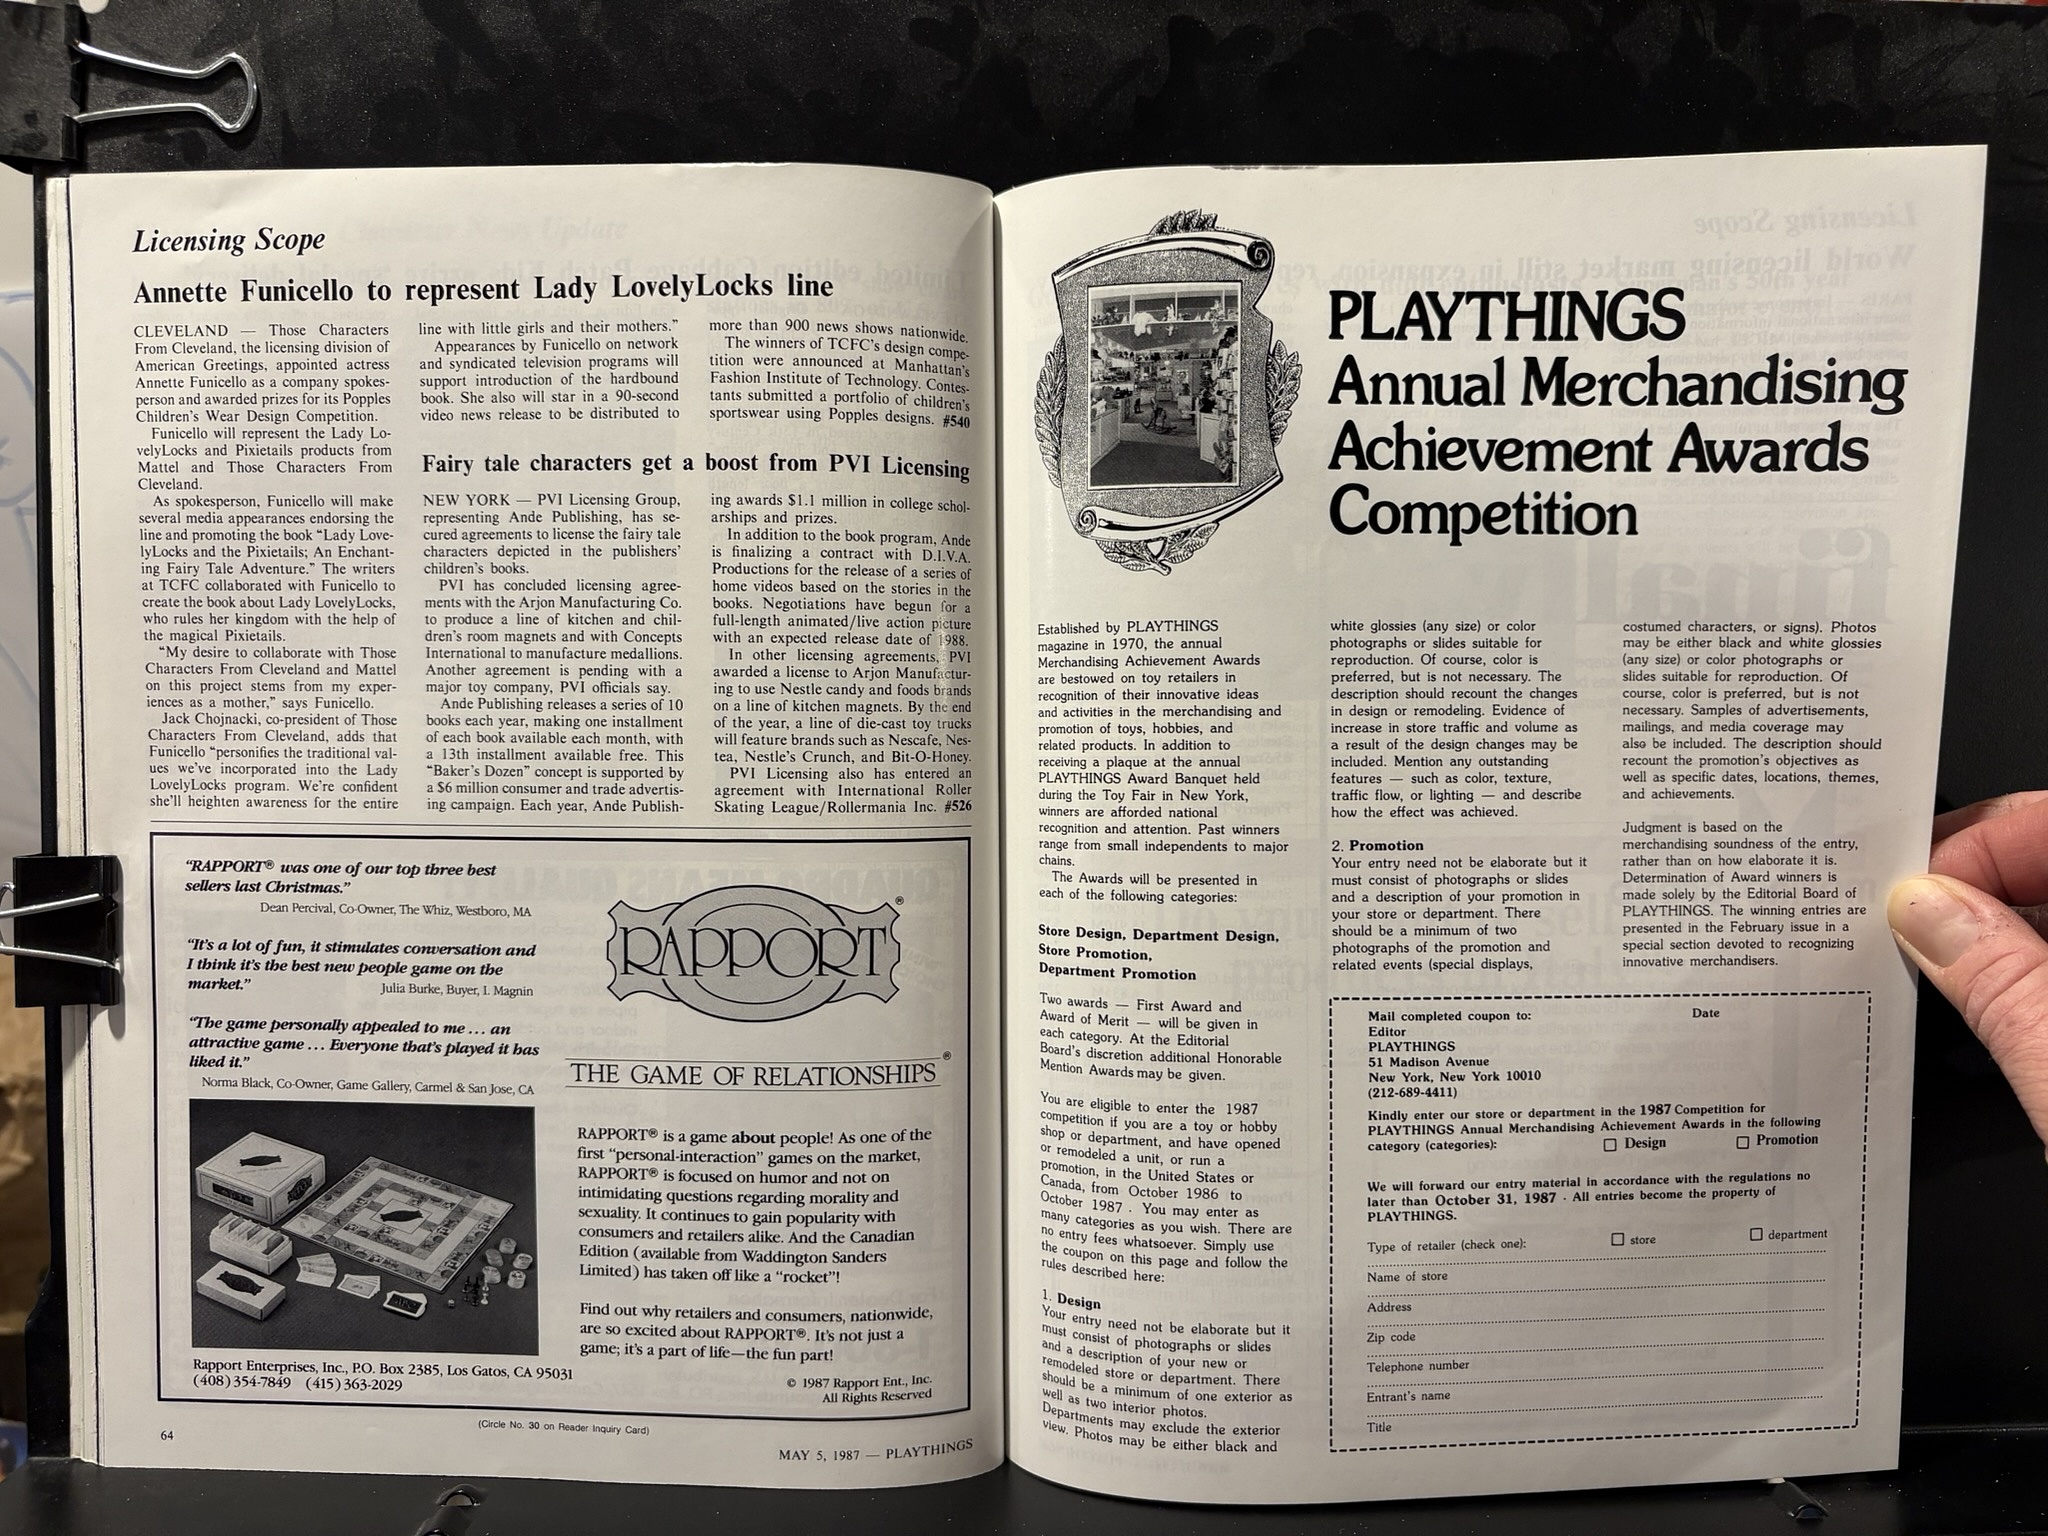 Licensing Scope
Annette Funicello to represent Lady LovelyLocks line
CLEVELAND — Those Characters
From Cleveland, the licensing division of
American Greetings, appointed actress
Annette Funicello as a company spokes-
person and awarded prizes for its Popples
Children's Wear Design Competition.
Funicello will represent the Lady Lo-
velyLocks and Pixietails products from
Mattel and Those Characters From
Cleveland.
As spokesperson, Funicello will make
several media appearances endorsing the
line and promoting the book “Lady Love-
lyLocks and the Pixietails; An Enchant-
ing Fairy Tale Adventure.” The writers
at TCFC collaborated with Funicello to
create the book about Lady LovelyLocks,
who rules her kingdom with the help of
the magical Pixietails.
“My desire to collaborate with Those
Characters From Cleveland and Mattel
on this project stems from my exper-
iences as a mother,” says Funicello.
Jack Chojnacki, co-president of Those
Characters From Cleveland, adds that
Funicello “personifies the traditional val-
ues we've incorporated into the Lady
LovelyLocks program. We're confident
she'll heighten awareness for the entire
line with little girls and their mothers.”
Appearances by Funicello on network
and syndicated television programs will
support introduction of the hardbound
book. She also will star in a 90-second
video news release to be distributed to
more than 900 news shows nationwide.
The winners of TCFC's design compe-
tition were announced at Manhattan's
Fashion Institute of Technology. Contes-
tants submitted a portfolio of children's
sportswear using Popples designs. #540
Fairy tale characters get a boost from PVI Licensing
NEW YORK — PVI Licensing Group,
representing Ande Publishing, has se-
cured agreements to license the fairy tale
characters depicted in the publishers'
children's books.
PVI has concluded licensing agree-
ments with the Arjon Manufacturing Co.
to produce a line of kitchen and chil-
dren's room magnets and with Concepts
International to manufacture medallions.
Another agreement is pending with a
major toy company, PVI officials say.
Ande Publishing releases a series of 10
books each year, making one installment
of each book available each month, with
a 13th installment available free. This
“Baker's Dozen” concept is supported by
a $6 million consumer and trade advertis-
ing campaign. Each year, Ande Publish-
ing awards $1.1 million in college schol-
arships and prizes.
In addition to the book program, Ande
is finalizing a contract with D.I.V.A.
Productions for the release of a series of
home videos based on the stories in the
books. Negotiations have begun for a
full-length animated/live action picture
with an expected release date of 1988.
In other licensing agreements, PVI
awarded a license to Arjon Manufactur-
ing to use Nestle candy and foods brands
on a line of kitchen magnets. By the end
of the year, a line of die-cast toy trucks
will feature brands such as Nescafe, Nes-
tea, Nestle's Crunch, and Bit-O-Honey.
PVI Licensing also has entered an
agreement with International Roller
Skating League/Rollermania Inc. #526
“RAPPORT® was one of our top three best
sellers last Christmas.”
Dean Percival, Co-Owner, The Whiz, Westboro, MA
“It's a lot of fun, it stimulates conversation and
I think it's the best new people game on the
market.”
Julia Burke, Buyer, I. Magnin
“The game personally appealed to me ... an
attractive game ... Everyone that's played it has
liked it.”
Norma Black, Co-Owner, Game Gallery, Carmel & San Jose, CA
RAPPORT®
THE GAME OF RELATIONSHIPS®
RAPPORT® is a game about people! As one of the
first “personal-interaction” games on the market,
RAPPORT® is focused on humor and not on
intimidating questions regarding morality and
sexuality. It continues to gain popularity with
consumers and retailers alike. And the Canadian
Edition (available from Waddington Sanders
Limited) has taken off like a “rocket”!
Find out why retailers and consumers, nationwide,
are so excited about RAPPORT®. It's not just a
game; it's a part of life—the fun part!
Rapport Enterprises, Inc., P.O. Box 2385, Los Gatos, CA 95031
(408) 354-7849 (415) 363-2029
© 1987 Rapport Ent., Inc.
All Rights Reserved
(Circle No. 30 on Reader Inquiry Card)
64
MAY 5, 1987 — PLAYTHINGS
PLAYTHINGS
Annual Merchandising
Achievement Awards
Competition
Established by PLAYTHINGS
magazine in 1970, the annual
Merchandising Achievement Awards
are bestowed on toy retailers in
recognition of their innovative ideas
and activities in the merchandising and
promotion of toys, hobbies, and
related products. In addition to
receiving a plaque at the annual
PLAYTHINGS Award Banquet held
during the Toy Fair in New York,
winners are afforded national
recognition and attention. Past winners
range from small independents to major
chains.
The Awards will be presented in
each of the following categories:
Store Design, Department Design,
Store Promotion,
Department Promotion
Two awards — First Award and
Award of Merit — will be given in
each category. At the Editorial
Board's discretion additional Honorable
Mention Awards may be given.
You are eligible to enter the 1987
competition if you are a toy or hobby
shop or department, and have opened
or remodeled a unit, or run a
promotion, in the United States or
Canada, from October 1986 to
October 1987 . You may enter as
many categories as you wish. There are
no entry fees whatsoever. Simply use
the coupon on this page and follow the
rules described here:
1. Design
Your entry need not be elaborate but it
must consist of photographs or slides
and a description of your new or
remodeled store or department. There
should be a minimum of one exterior as
well as two interior photos.
Departments may exclude the exterior
view. Photos may be either black and
white glossies (any size) or color
photographs or slides suitable for
reproduction. Of course, color is
preferred, but is not necessary. The
description should recount the changes
in design or remodeling. Evidence of
increase in store traffic and volume as
a result of the design changes may be
included. Mention any outstanding
features — such as color, texture,
traffic flow, or lighting — and describe
how the effect was achieved.
2. Promotion
Your entry need not be elaborate but it
must consist of photographs or slides
and a description of your promotion in
your store or department. There
should be a minimum of two
photographs of the promotion and
related events (special displays,
costumed characters, or signs). Photos
may be either black and white glossies
(any size) or color photographs or
slides suitable for reproduction. Of
course, color is preferred, but is not
necessary. Samples of advertisements,
mailings, and media coverage may
also be included. The description should
recount the promotion's objectives as
well as specific dates, locations, themes,
and achievements.
Judgment is based on the
merchandising soundness of the entry,
rather than on how elaborate it is.
Determination of Award winners is
made solely by the Editorial Board of
PLAYTHINGS. The winning entries are
presented in the February issue in a
special section devoted to recognizing
innovative merchandisers.
Mail completed coupon to: Date
Editor
PLAYTHINGS
51 Madison Avenue
New York, New York 10010
(212-689-4411)
Kindly enter our store or department in the 1987 Competition for
PLAYTHINGS Annual Merchandising Achievement Awards in the following
category (categories): ☐ Design ☐ Promotion
We will forward our entry material in accordance with the regulations no
later than October 31, 1987 · All entries become the property of
PLAYTHINGS.
Type of retailer (check one): ☐ store ☐ department
Name of store
Address
Zip code
Telephone number
Entrant's name
Title